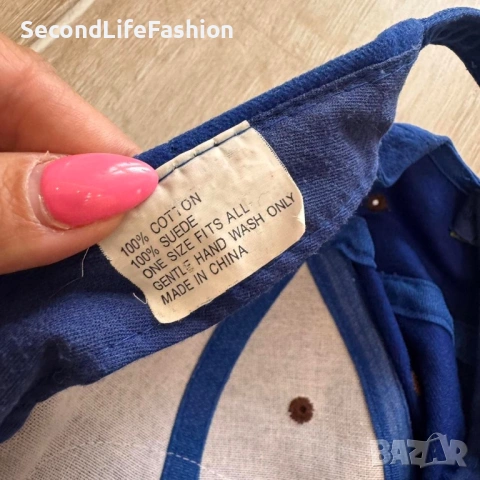 SecondLifeFashion
100% COTTON
100% SUEDE
ONE SIZE FITS ALL
GENTLE HAND WASH ONLY
MADE IN CHINA
BAZAR